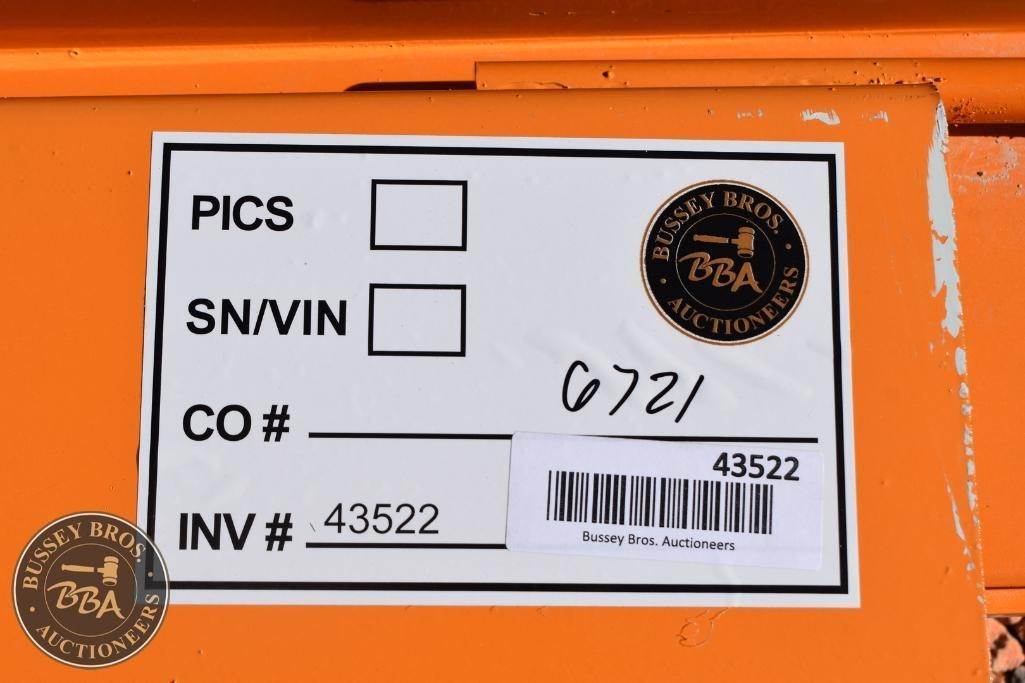 PICS
BUSSEY BROS.
BBA
AUCTIONEERS
SN/VIN
CO # 6721
43522
INV # 43522
Bussey Bros. Auctioneers
BUSSEY BROS.
BBA
AUCTIONEERS